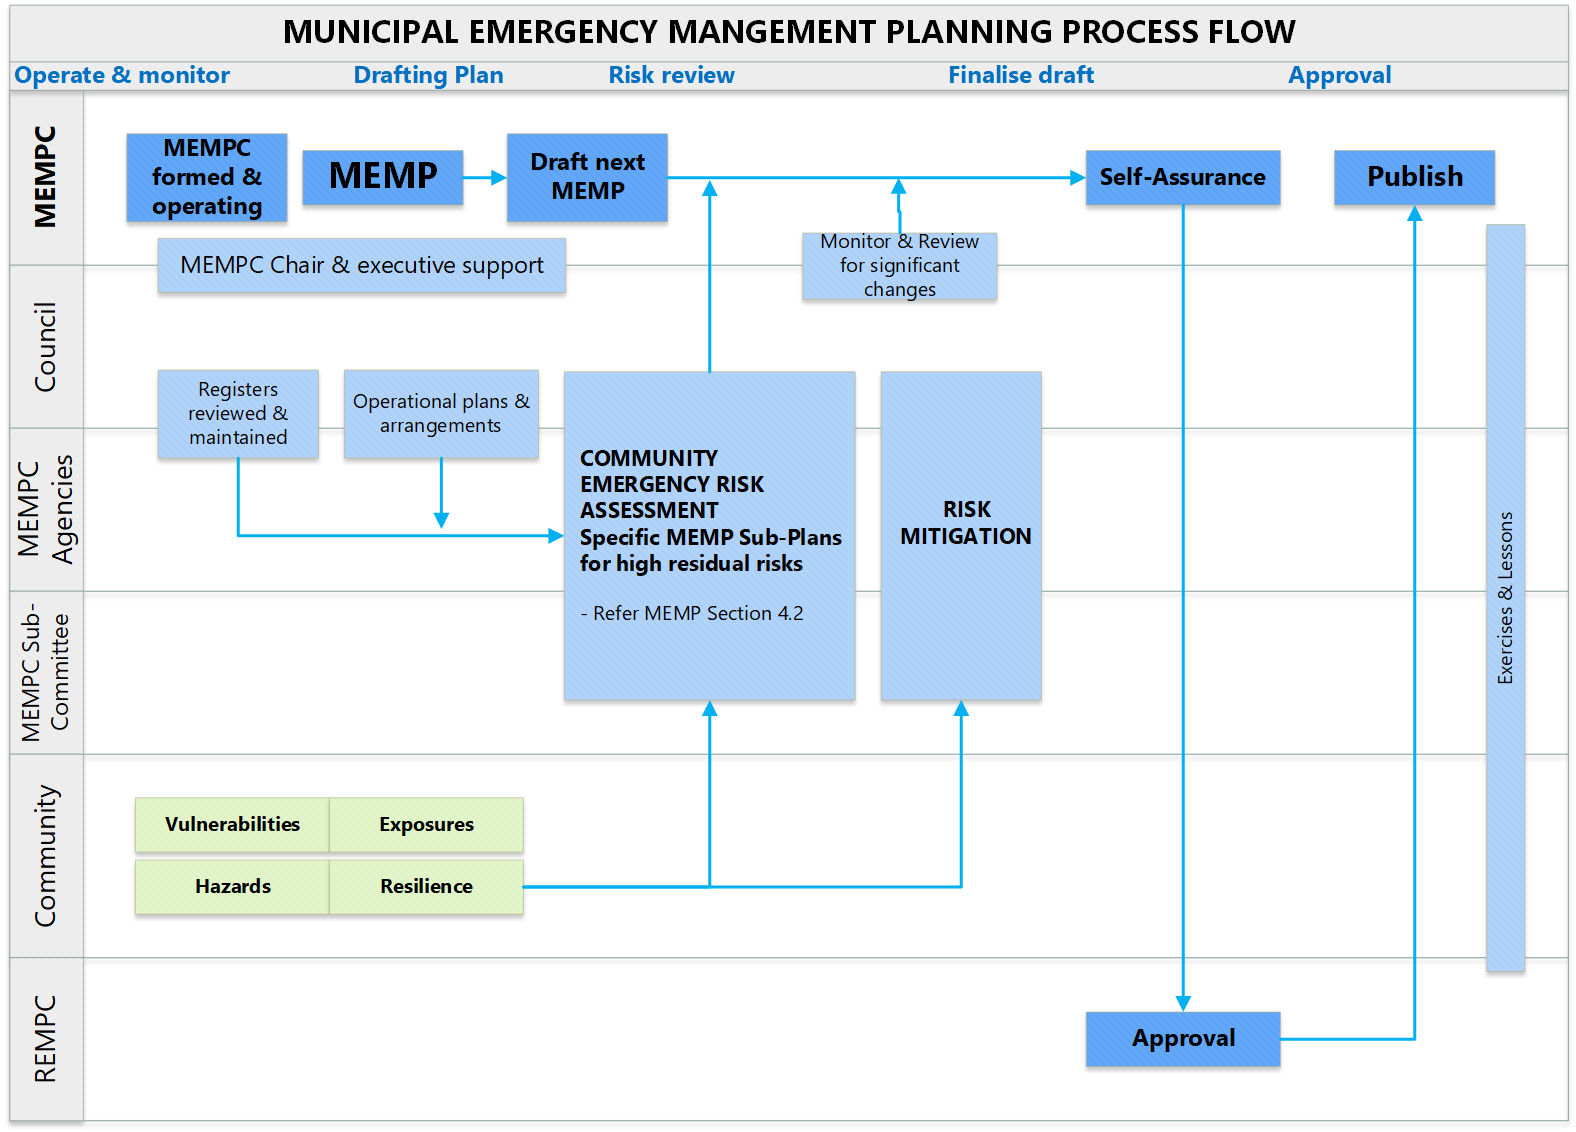 MUNICIPAL EMERGENCY MANGEMENT PLANNING PROCESS FLOW
Operate & monitor
Drafting Plan
Risk review
Finalise draft
Approval
MEMPC
MEMPC
formed &
operating
MEMP
Draft next
MEMP
Self-Assurance
Publish
MEMPC Chair & executive support
Monitor & Review
for significant
changes
Council
Registers
reviewed &
maintained
Operational plans &
arrangements
MEMPC
Agencies
COMMUNITY
EMERGENCY RISK
ASSESSMENT
Specific MEMP Sub-Plans
for high residual risks
- Refer MEMP Section 4.2
RISK
MITIGATION
Exercises & Lessons
MEMPC Sub-
Committee
Community
Vulnerabilities
Exposures
Hazards
Resilience
REMPC
Approval